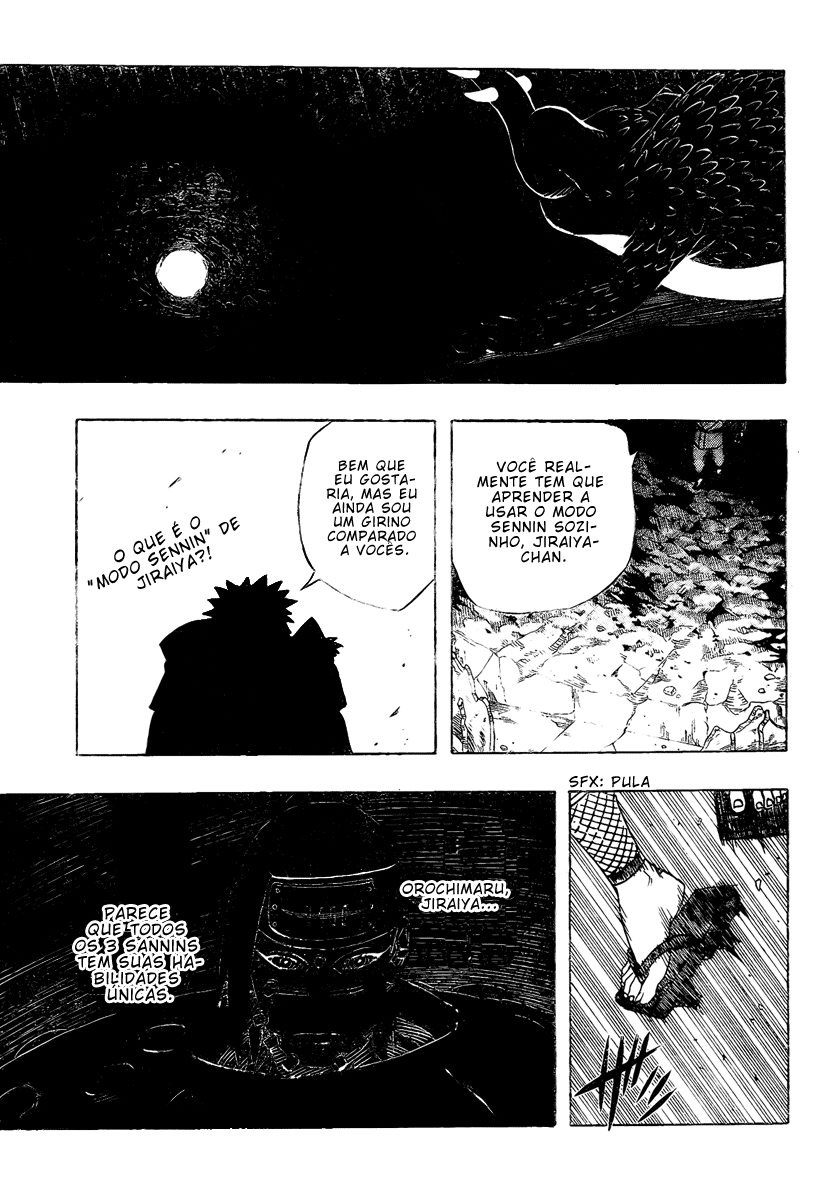 VOCÊ REAL-
MENTE TEM QUE
APRENDER A
USAR O MODO
SENNIN SOZI-
NHO, JIRAIYA-
CHAN.
BEM QUE
EU GOSTA-
RIA, MAS EU
AINDA SOU
UM GIRINO
COMPARADO
A VOCÊS.
O QUE É O
"MODO SENNIN" DE
JIRAIYA?!
SFX: PULA
OROCHIMARU,
JIRAIYA...
PARECE
QUE TODOS
OS 3 SANNINS
TEM SUAS HA-
BILIDADES
ÚNICAS.